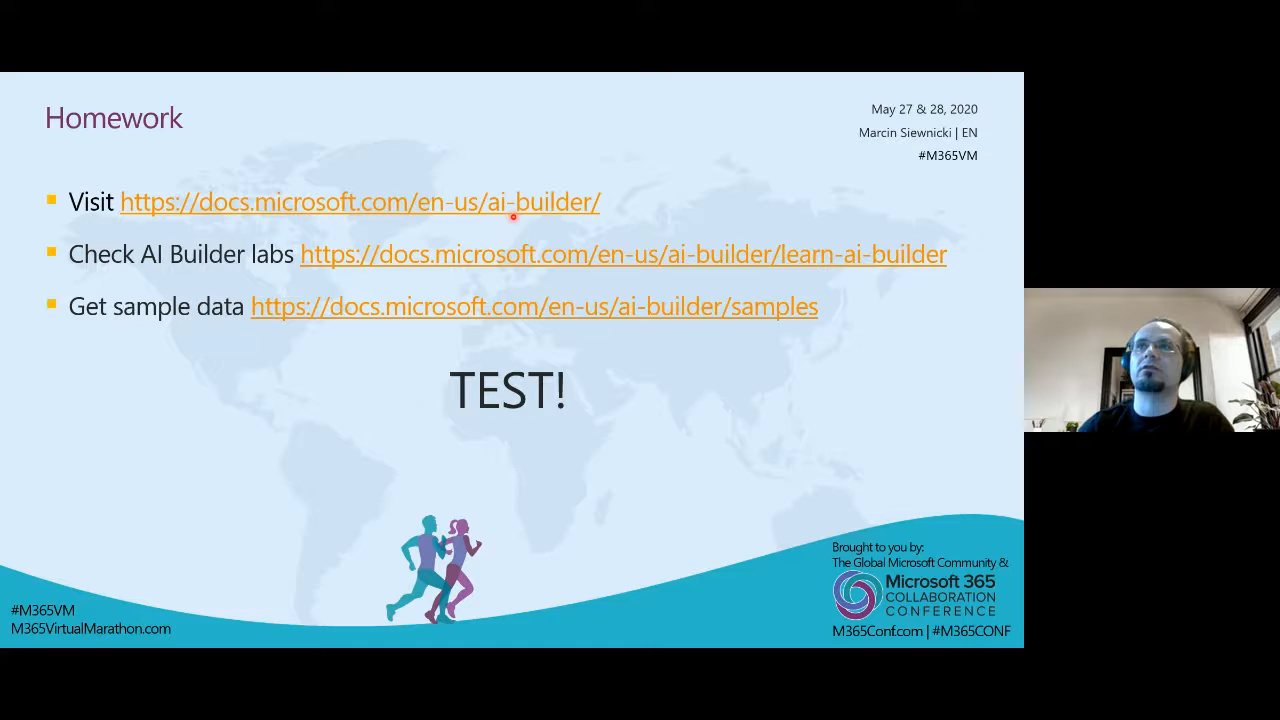 Homework
May 27 & 28, 2020
Marcin Siewnicki | EN
#M365VM
Visit https://docs.microsoft.com/en-us/ai-builder/
Check AI Builder labs https://docs.microsoft.com/en-us/ai-builder/learn-ai-builder
Get sample data https://docs.microsoft.com/en-us/ai-builder/samples
TEST!
#M365VM
M365VirtualMarathon.com
Brought to you by:
The Global Microsoft Community &
Microsoft 365
COLLABORATION
CONFERENCE
M365Conf.com | #M365CONF